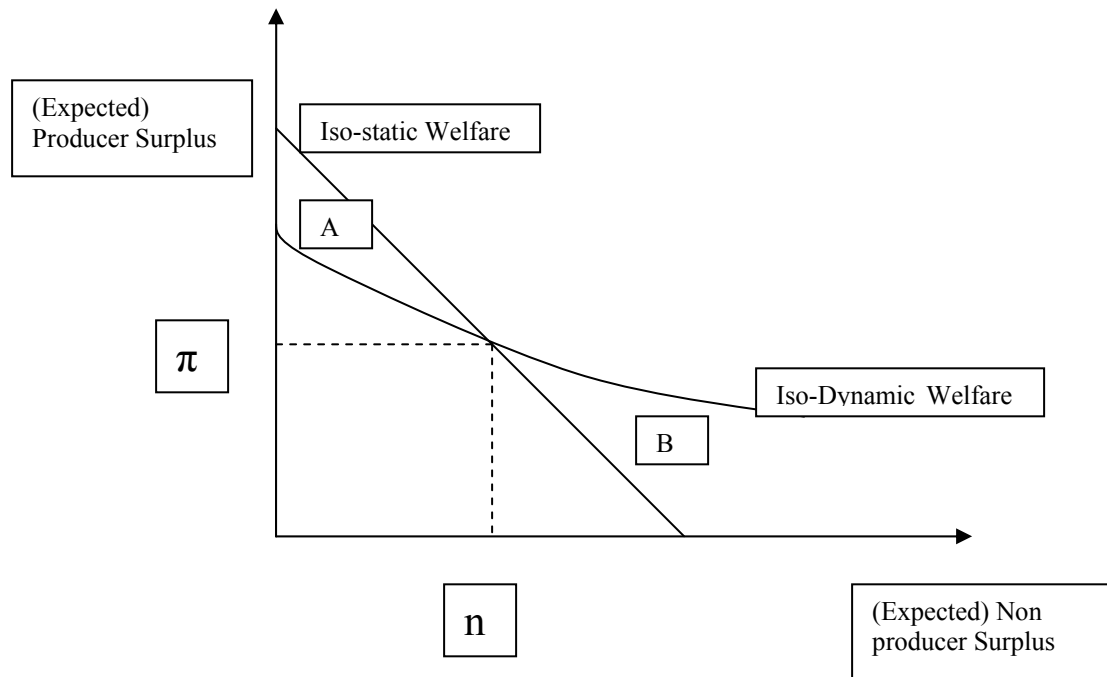 (Expected)
Producer Surplus
Iso-static Welfare
A
π
Iso-Dynamic Welfare
B
n
(Expected) Non
producer Surplus